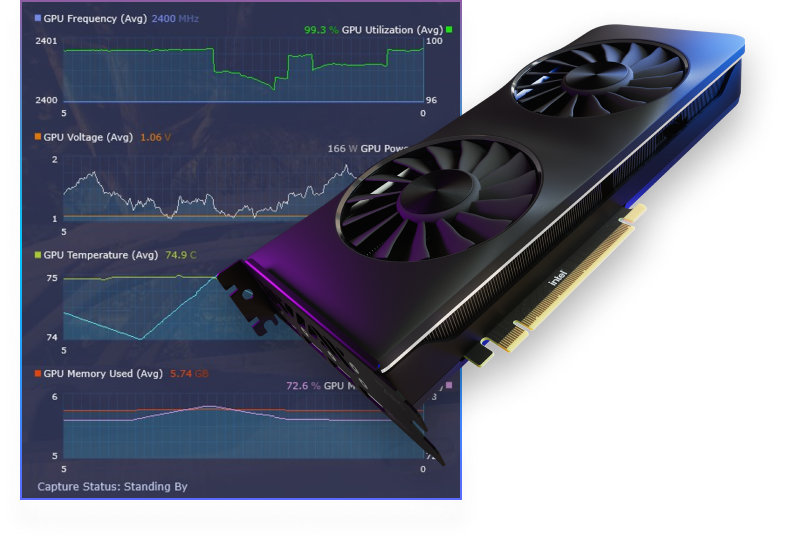 GPU Frequency (Avg) 2400 MHz
99.3 % GPU Utilization (Avg)
2401 100
2400 96
5 0
GPU Voltage (Avg) 1.06 V
166 W GPU
2
1
5
GPU Temperature (Avg) 74.9 C
75
74
5
intel
GPU Memory Used (Avg) 5.74 GB
72.6 % GPU
6
5
5 0
Capture Status: Standing By